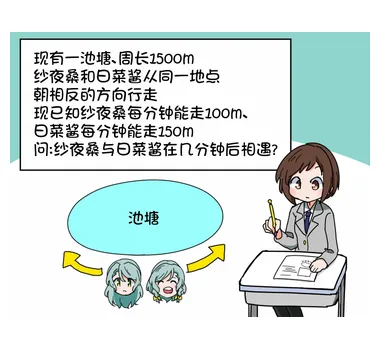 现有一池塘、周长1500m
纱夜桑和日菜酱从同一地点
朝相反的方向行走
现已知纱夜桑每分钟能走100m、
日菜酱每分钟能走150m
问:纱夜桑与日菜酱在几分钟后相遇?
池塘